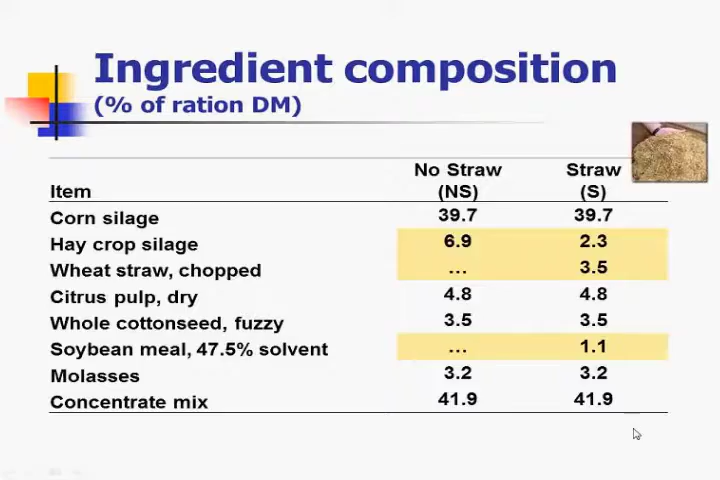 Ingredient composition
(% of ration DM)
Item No Straw (NS) Straw (S)
Corn silage 39.7 39.7
Hay crop silage 6.9 2.3
Wheat straw, chopped ... 3.5
Citrus pulp, dry 4.8 4.8
Whole cottonseed, fuzzy 3.5 3.5
Soybean meal, 47.5% solvent ... 1.1
Molasses 3.2 3.2
Concentrate mix 41.9 41.9